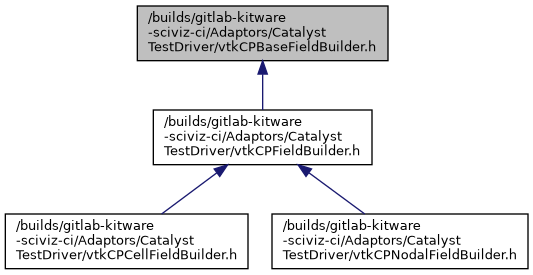 /builds/gitlab-kitware
-sciviz-ci/Adaptors/Catalyst
TestDriver/vtkCPBaseFieldBuilder.h
/builds/gitlab-kitware
-sciviz-ci/Adaptors/Catalyst
TestDriver/vtkCPFieldBuilder.h
/builds/gitlab-kitware
-sciviz-ci/Adaptors/Catalyst
TestDriver/vtkCPCellFieldBuilder.h
/builds/gitlab-kitware
-sciviz-ci/Adaptors/Catalyst
TestDriver/vtkCPNodalFieldBuilder.h